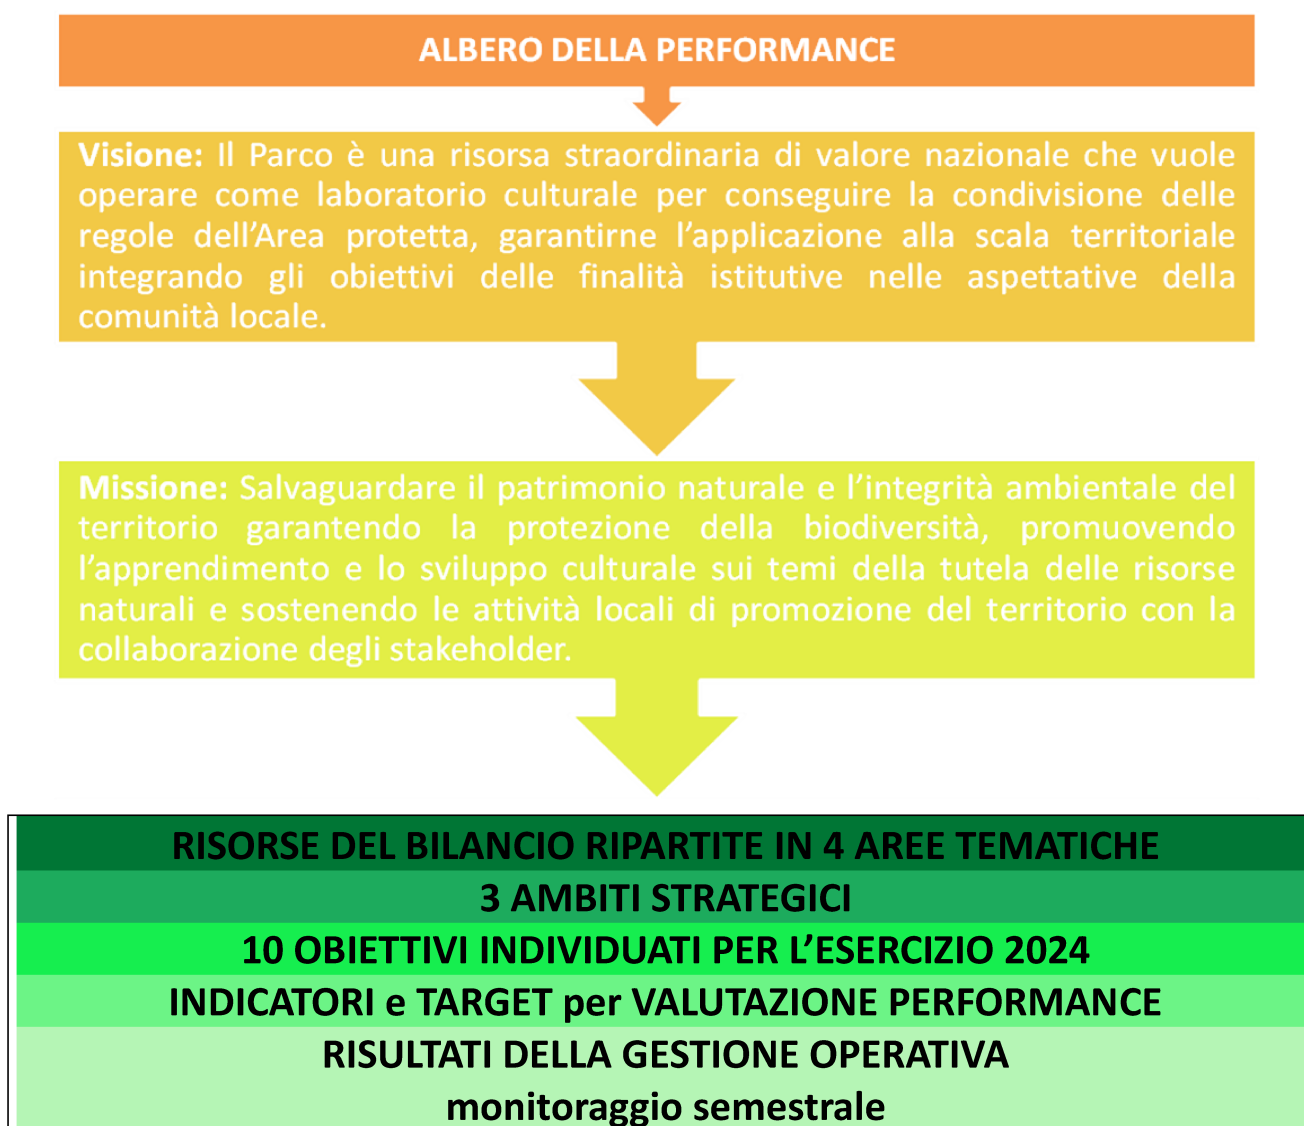 ALBERO DELLA PERFORMANCE
Visione: Il Parco è una risorsa straordinaria di valore nazionale che vuole
operare come laboratorio culturale per conseguire la condivisione delle
regole dell’Area protetta, garantirne l’applicazione alla scala territoriale
integrando gli obiettivi delle finalità istitutive nelle aspettative della
comunità locale.
Missione: Salvaguardare il patrimonio naturale e l’integrità ambientale del
territorio garantendo la protezione della biodiversità, promuovendo
l’apprendimento e lo sviluppo culturale sui temi della tutela delle risorse
naturali e sostenendo le attività locali di promozione del territorio con la
collaborazione degli stakeholder.
RISORSE DEL BILANCIO RIPARTITE IN 4 AREE TEMATICHE
3 AMBITI STRATEGICI
10 OBIETTIVI INDIVIDUATI PER L’ESERCIZIO 2024
INDICATORI e TARGET per VALUTAZIONE PERFORMANCE
RISULTATI DELLA GESTIONE OPERATIVA
monitoraggio semestrale